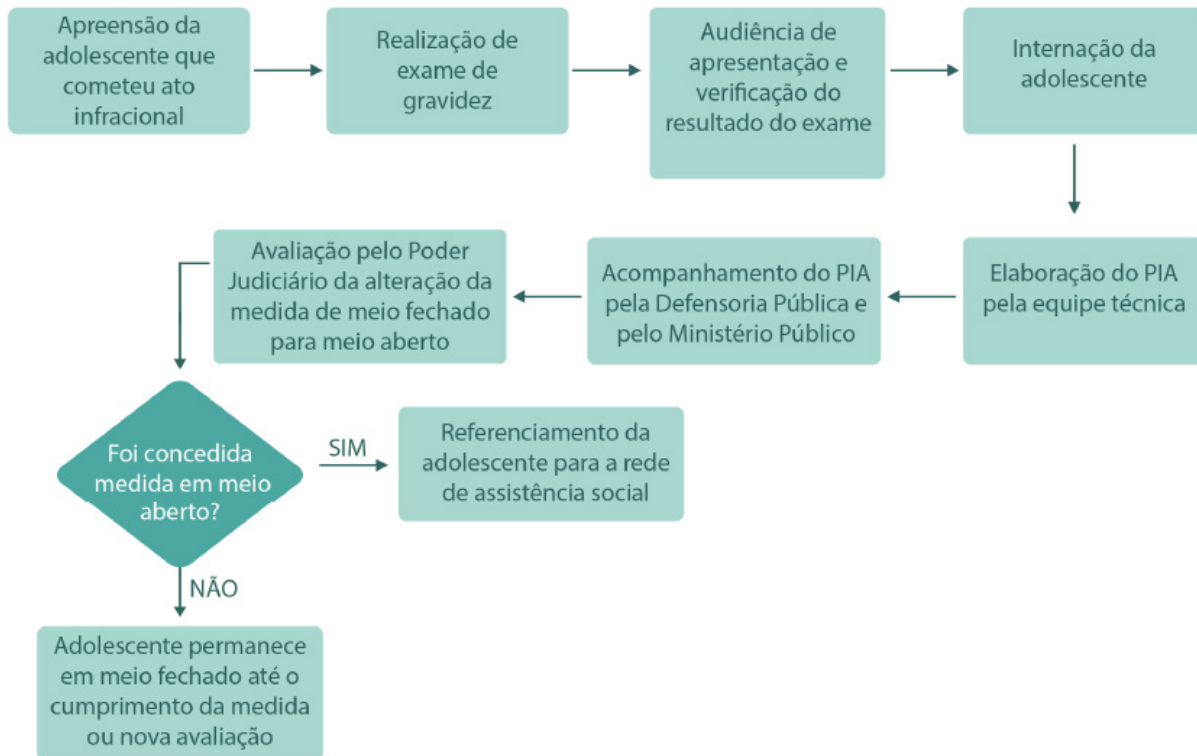 Apreensão da
adolescente que
cometeu ato
infracional
Realização de
exame de
gravidez
Audiência de
apresentação e
verificação do
resultado do exame
Internação da
adolescente
Elaboração do PIA
pela equipe técnica
Acompanhamento do PIA
pela Defensoria Pública e
pelo Ministério Público
Avaliação pelo Poder
Judiciário da alteração da
medida de meio fechado
para meio aberto
Foi concedida
medida em meio
aberto?
SIM
Referenciamento da
adolescente para a rede
de assistência social
NÃO
Adolescente permanece
em meio fechado até o
cumprimento da medida
ou nova avaliação